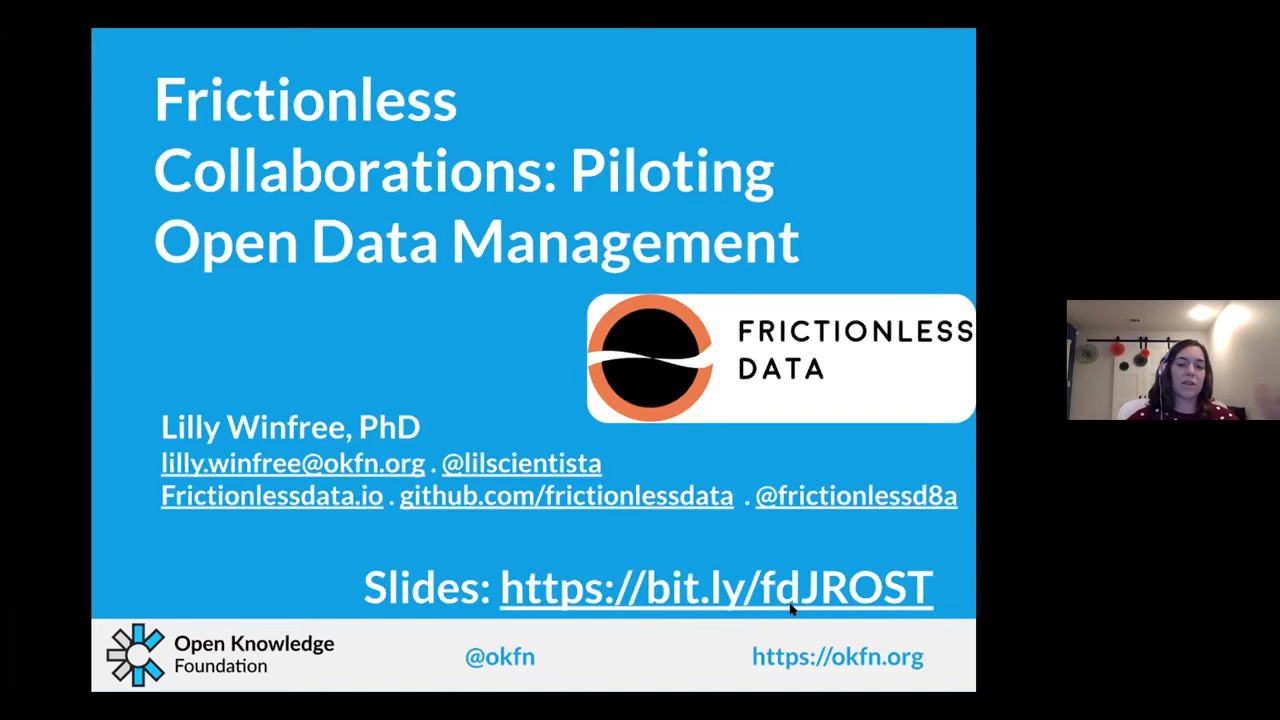 Frictionless
Collaborations: Piloting
Open Data Management
FRICTIONLESS
DATA
Lilly Winfree, PhD
lilly.winfree@okfn.org . @lilscientista
Frictionlessdata.io . github.com/frictionlessdata . @frictionlessd8a
Slides: https://bit.ly/fdJROST
Open Knowledge
Foundation
@okfn
https://okfn.org